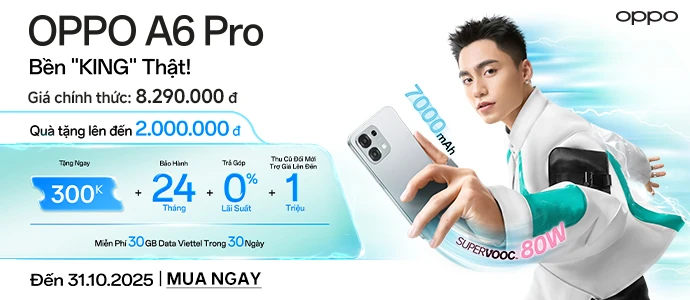 oppo
OPPO A6 Pro
Bền "KING" Thật!
Giá chính thức: 8.290.000 đ
Quà tặng lên đến 2.000.000 đ
Tặng Ngay
300K
+
Bảo Hành
24
Tháng
+
Trả Góp
0%
Lãi Suất
+
Thu Cũ Đổi Mới
Trợ Giá Lên Đến
1
Triệu
Miễn Phí 30 GB Data Viettel Trong 30 Ngày
Đến 31.10.2025 | MUA NGAY
7000 mAh
SUPERVOOC. 80W